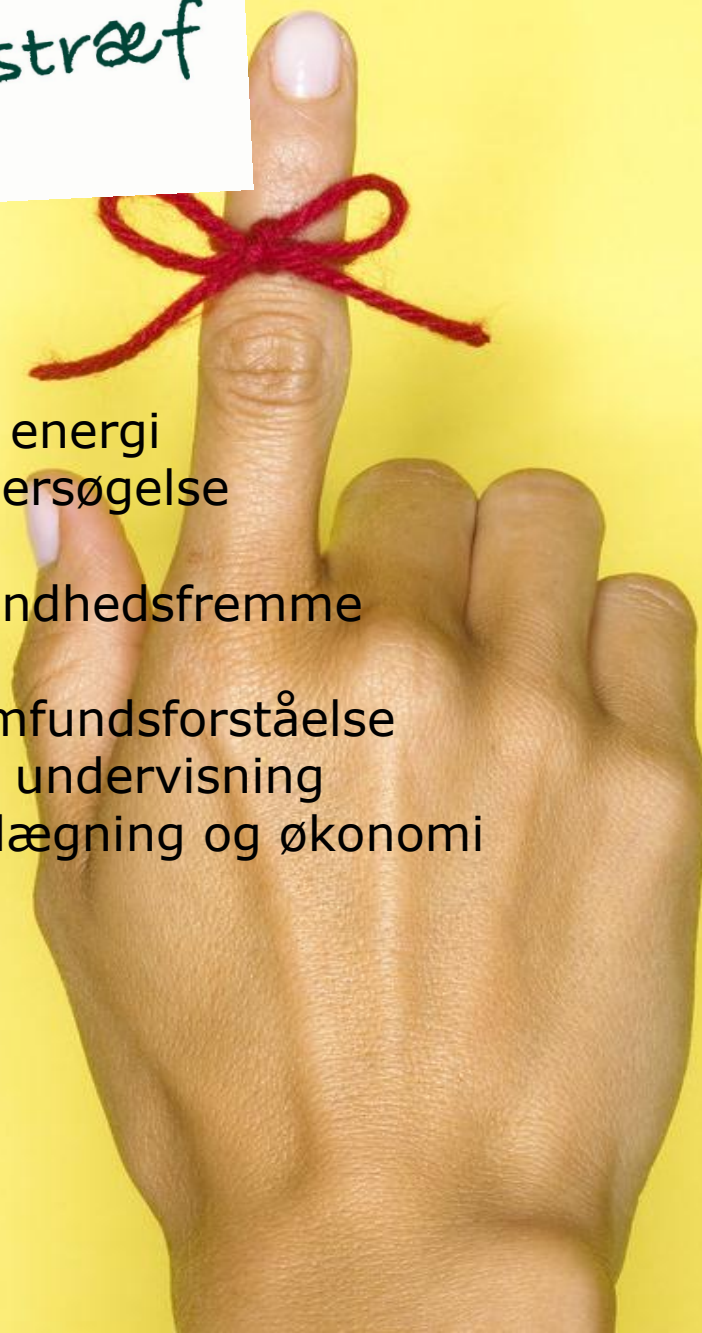 stræf
energi
ersøgelse
ndhedsfremme
mfundsforståelse
undervisning
lægning og økonomi